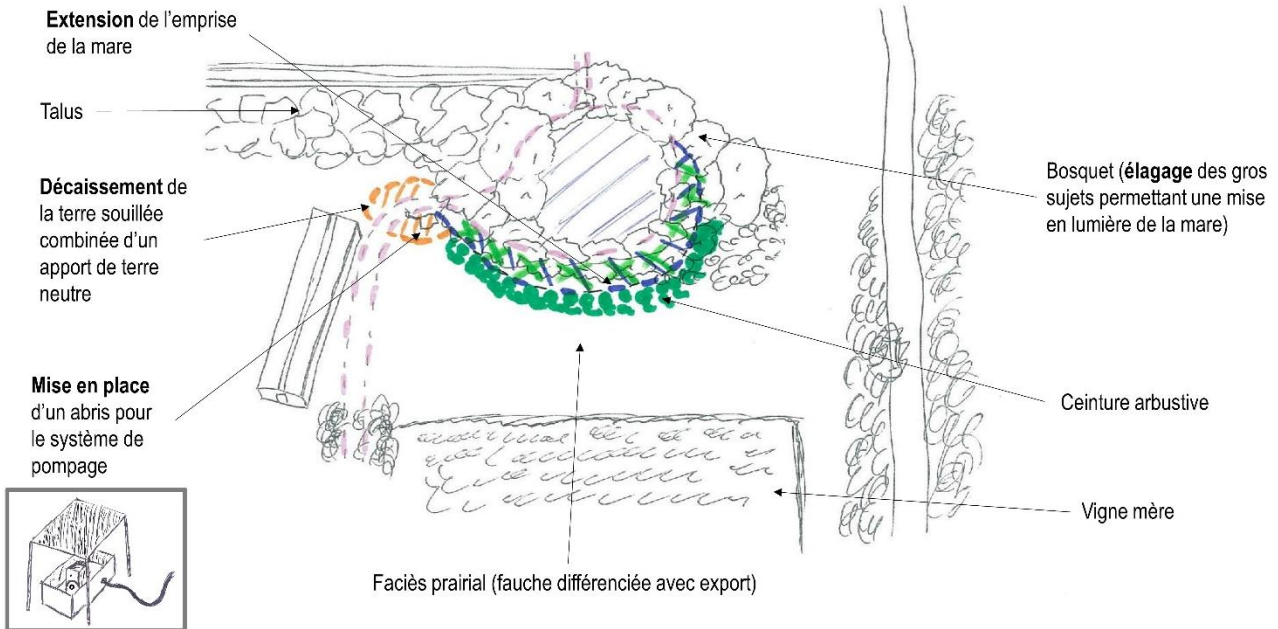 Extension de l’emprise
de la mare
Talus
Décaissement de
la terre souillée
combinée d’un
apport de terre
neutre
Mise en place
d’un abris pour
le système de
pompage
Bosquet (élagage des gros
sujets permettant une mise
en lumière de la mare)
Ceinture arbustive
Vigne mère
Faciès prairial (fauche différenciée avec export)